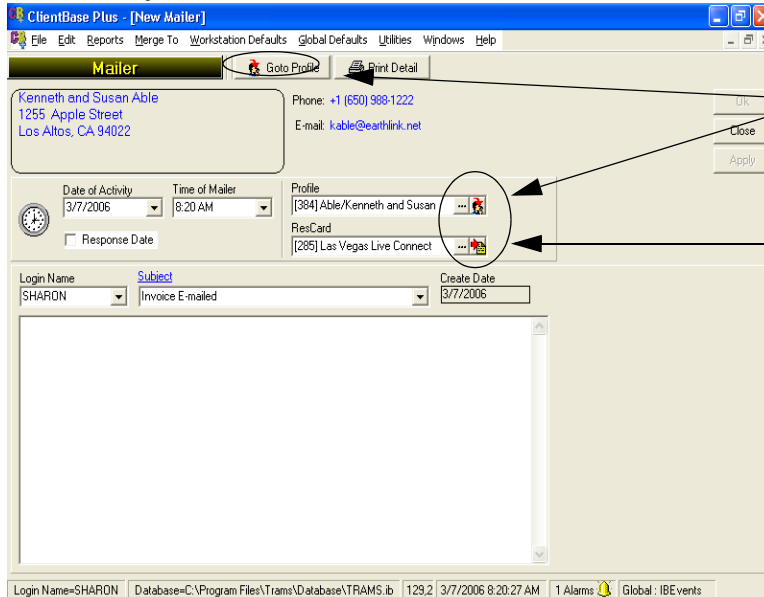 ClientBase Plus - [New Mailer]
File Edit Reports Merge To Workstation Defaults Global Defaults Utilities Windows Help
Mailer Goto Profile Print Detail
Kenneth and Susan Able
1255 Apple Street
Los Altos, CA 94022
Phone: +1 (650) 988-1222
E-mail: kable@earthlink.net
Ok
Close
Apply
Date of Activity Time of Mailer Profile
3/7/2006 8:20 AM [384] Able/Kenneth and Susan ...
Response Date ResCard
[285] Las Vegas Live Connect ...
Login Name Subject Create Date
SHARON Invoice E-mailed 3/7/2006
Login Name=SHARON Database=C:\Program Files\Trams\Database\TRAMS.ib 129,2 3/7/2006 8:20:27 AM 1 Alarms Global : IBEvents